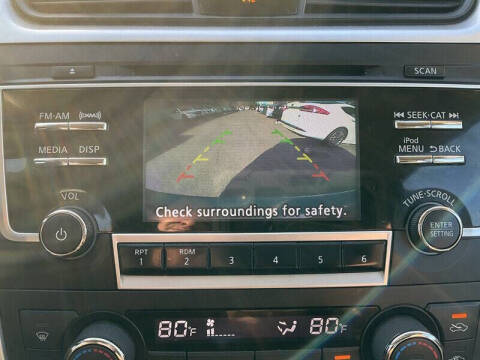 SCAN
FM·AM
((XM))
SEEK·CAT
MEDIA
DISP
iPod
MENU
BACK
VOL
TUNE·SCROLL
Check surroundings for safety.
ENTER
SETTING
RPT
RDM
1
2
3
4
5
6
80°F
80°F